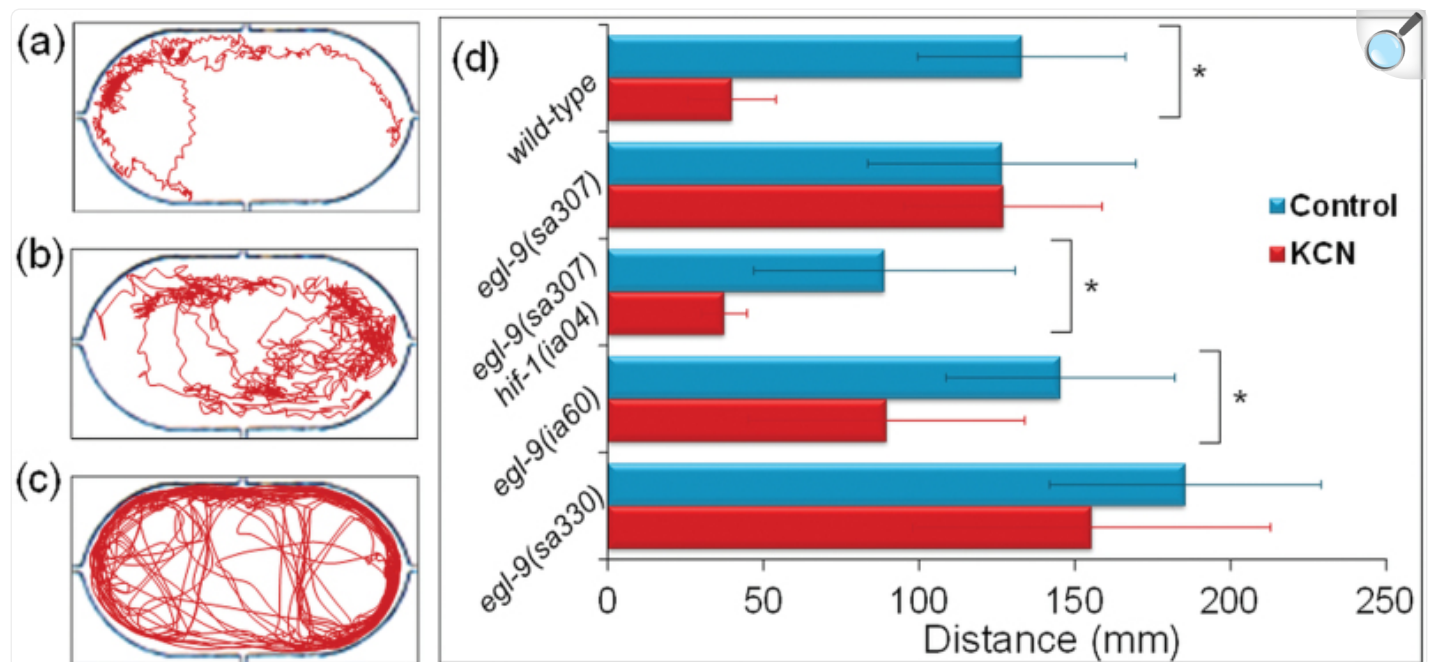 (a)
(b)
(c)
(d)
wild-type
*
egl-9(sa307)
egl-9(sa307)
hif-1(ia04)
*
egl-9(ia60)
*
egl-9(sa330)
Control
KCN
0 50 100 150 200 250
Distance (mm)